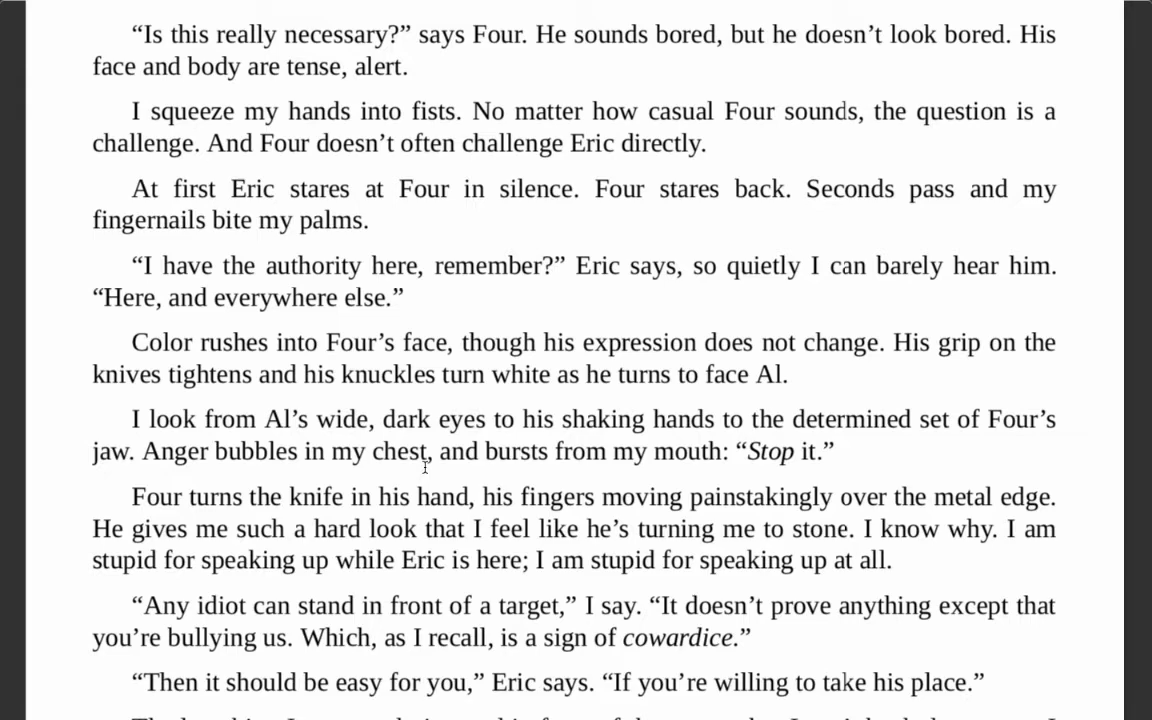 “Is this really necessary?” says Four. He sounds bored, but he doesn’t look bored. His
face and body are tense, alert.
I squeeze my hands into fists. No matter how casual Four sounds, the question is a
challenge. And Four doesn’t often challenge Eric directly.
At first Eric stares at Four in silence. Four stares back. Seconds pass and my
fingernails bite my palms.
“I have the authority here, remember?” Eric says, so quietly I can barely hear him.
“Here, and everywhere else.”
Color rushes into Four’s face, though his expression does not change. His grip on the
knives tightens and his knuckles turn white as he turns to face Al.
I look from Al’s wide, dark eyes to his shaking hands to the determined set of Four’s
jaw. Anger bubbles in my chest, and bursts from my mouth: “Stop it.”
Four turns the knife in his hand, his fingers moving painstakingly over the metal edge.
He gives me such a hard look that I feel like he’s turning me to stone. I know why. I am
stupid for speaking up while Eric is here; I am stupid for speaking up at all.
“Any idiot can stand in front of a target,” I say. “It doesn’t prove anything except that
you’re bullying us. Which, as I recall, is a sign of cowardice.”
“Then it should be easy for you,” Eric says. “If you’re willing to take his place.”